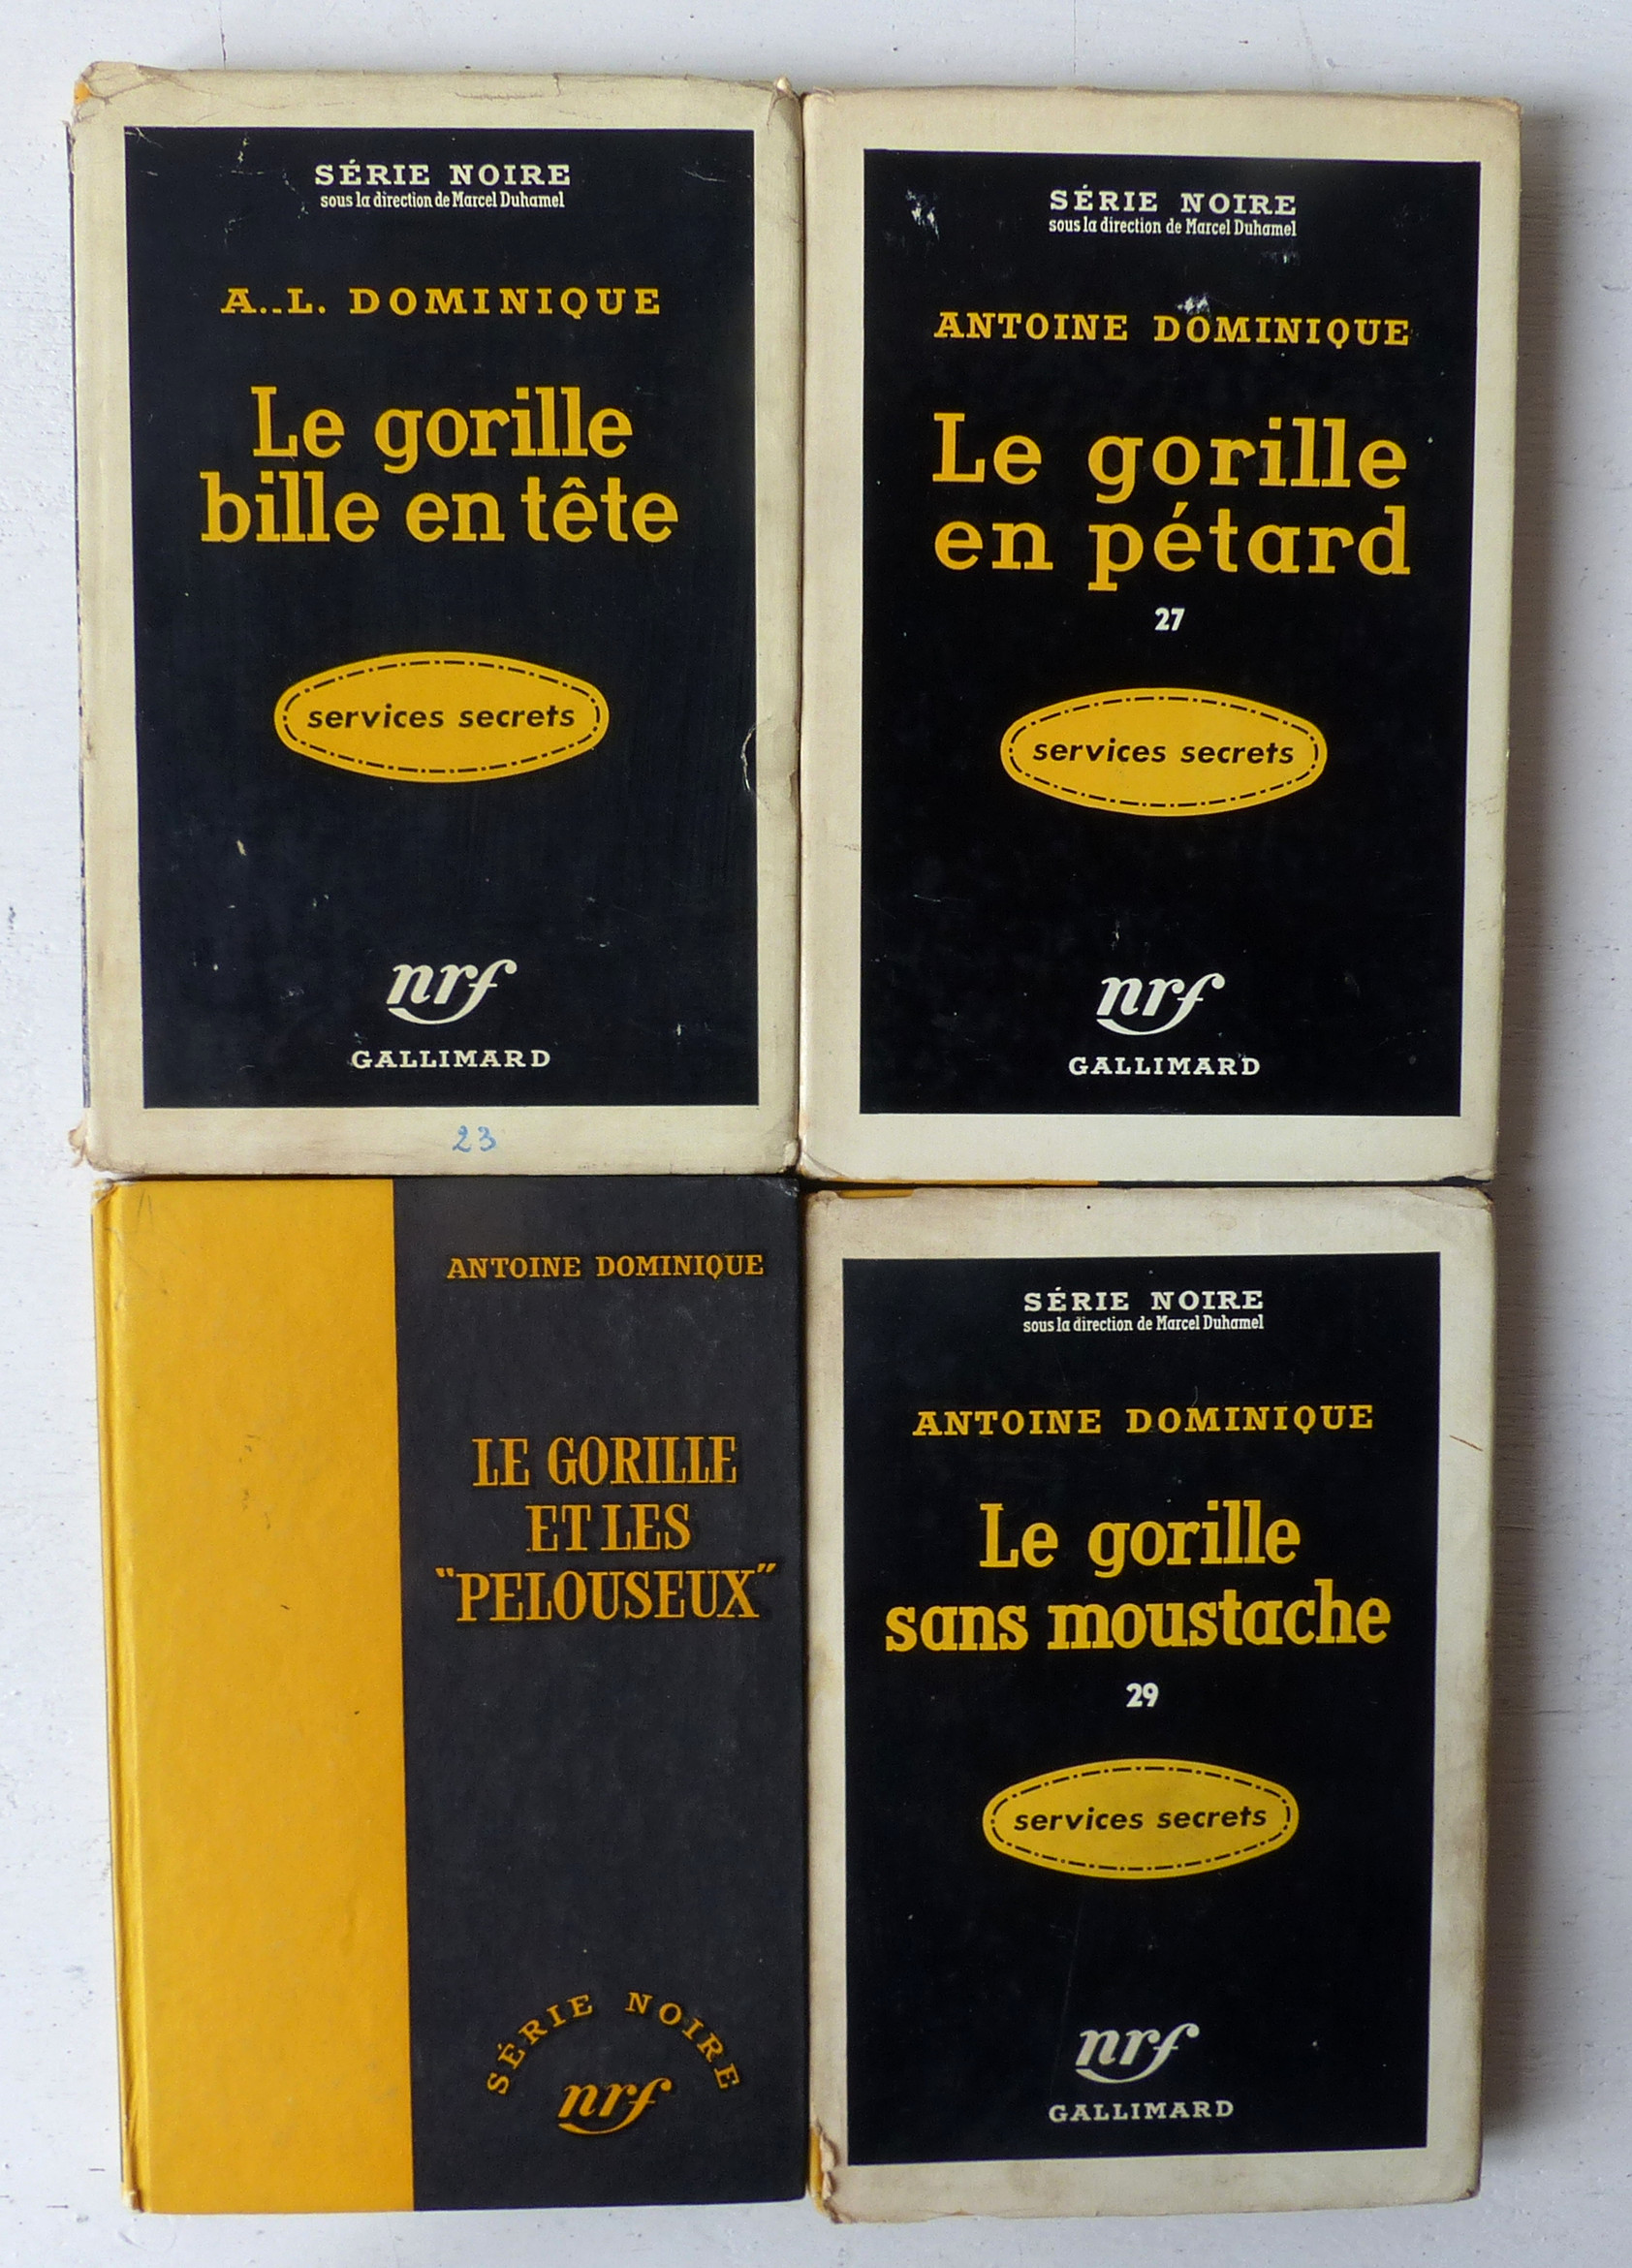 SÉRIE NOIRE
sous la direction de Marcel Duhamel
A..L. DOMINIQUE
Le gorille
bille en tête
services secrets
nrf
GALLIMARD
23
SÉRIE NOIRE
sous la direction de Marcel Duhamel
ANTOINE DOMINIQUE
Le gorille
en pétard
27
services secrets
nrf
GALLIMARD
ANTOINE DOMINIQUE
LE GORILLE
ET LES
"PELOUSEUX"
SÉRIE NOIRE
nrf
SÉRIE NOIRE
sous la direction de Marcel Duhamel
ANTOINE DOMINIQUE
Le gorille
sans moustache
29
services secrets
nrf
GALLIMARD